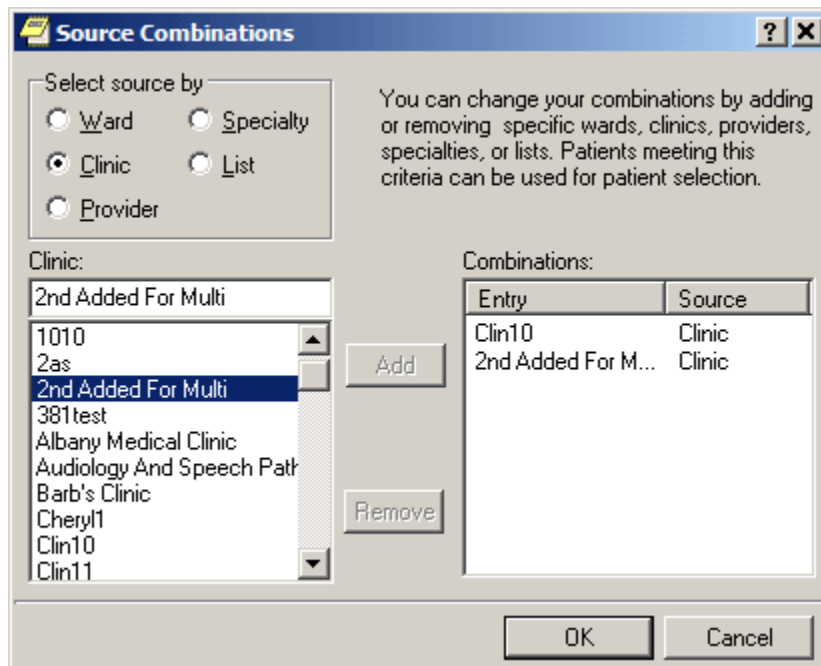 Source Combinations
Select source by
Ward
Specialty
Clinic
List
Provider
You can change your combinations by adding
or removing specific wards, clinics, providers,
specialties, or lists. Patients meeting this
criteria can be used for patient selection.
Clinic:
2nd Added For Multi
1010
2as
2nd Added For Multi
381test
Albany Medical Clinic
Audiology And Speech Path
Barb's Clinic
Cheryl1
Clin10
Clin11
Add
Remove
Combinations:
Entry Source
Clin10 Clinic
2nd Added For M... Clinic
OK Cancel